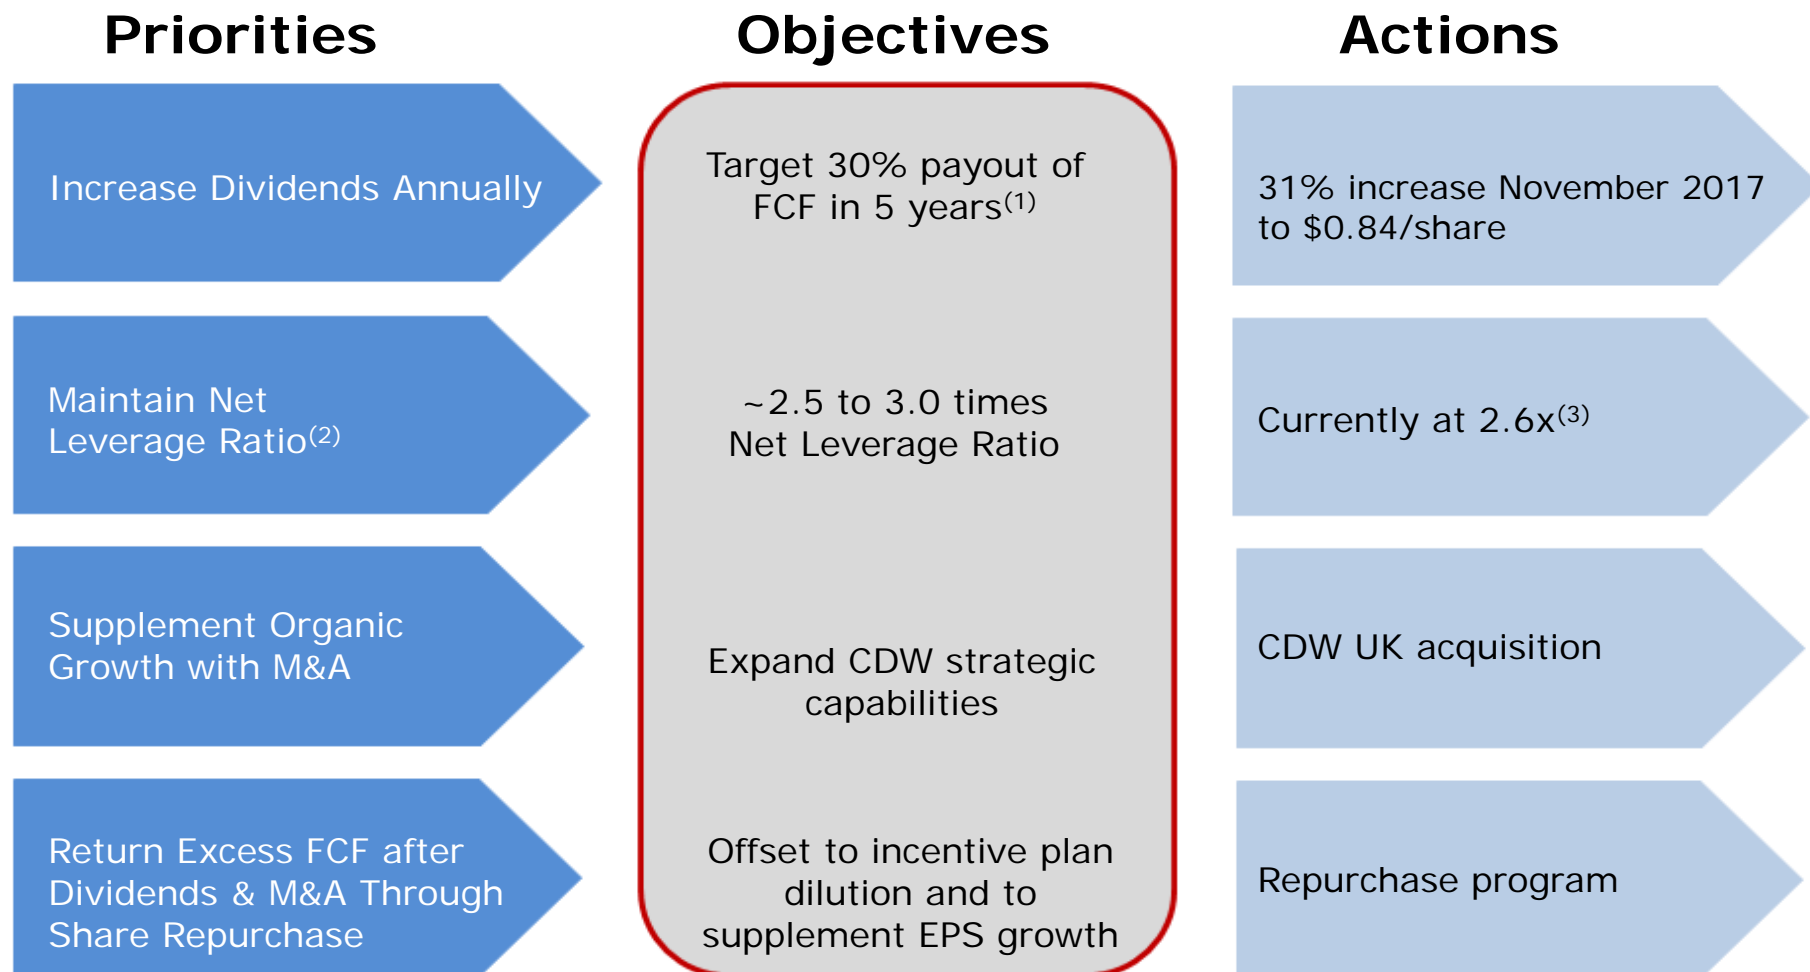 Priorities
Objectives
Actions
Increase Dividends Annually
Target 30% payout of
FCF in 5 years(1)
31% increase November 2017
to $0.84/share
Maintain Net
Leverage Ratio(2)
~2.5 to 3.0 times
Net Leverage Ratio
Currently at 2.6x(3)
Supplement Organic
Growth with M&A
Expand CDW strategic
capabilities
CDW UK acquisition
Return Excess FCF after
Dividends & M&A Through
Share Repurchase
Offset to incentive plan
dilution and to
supplement EPS growth
Repurchase program